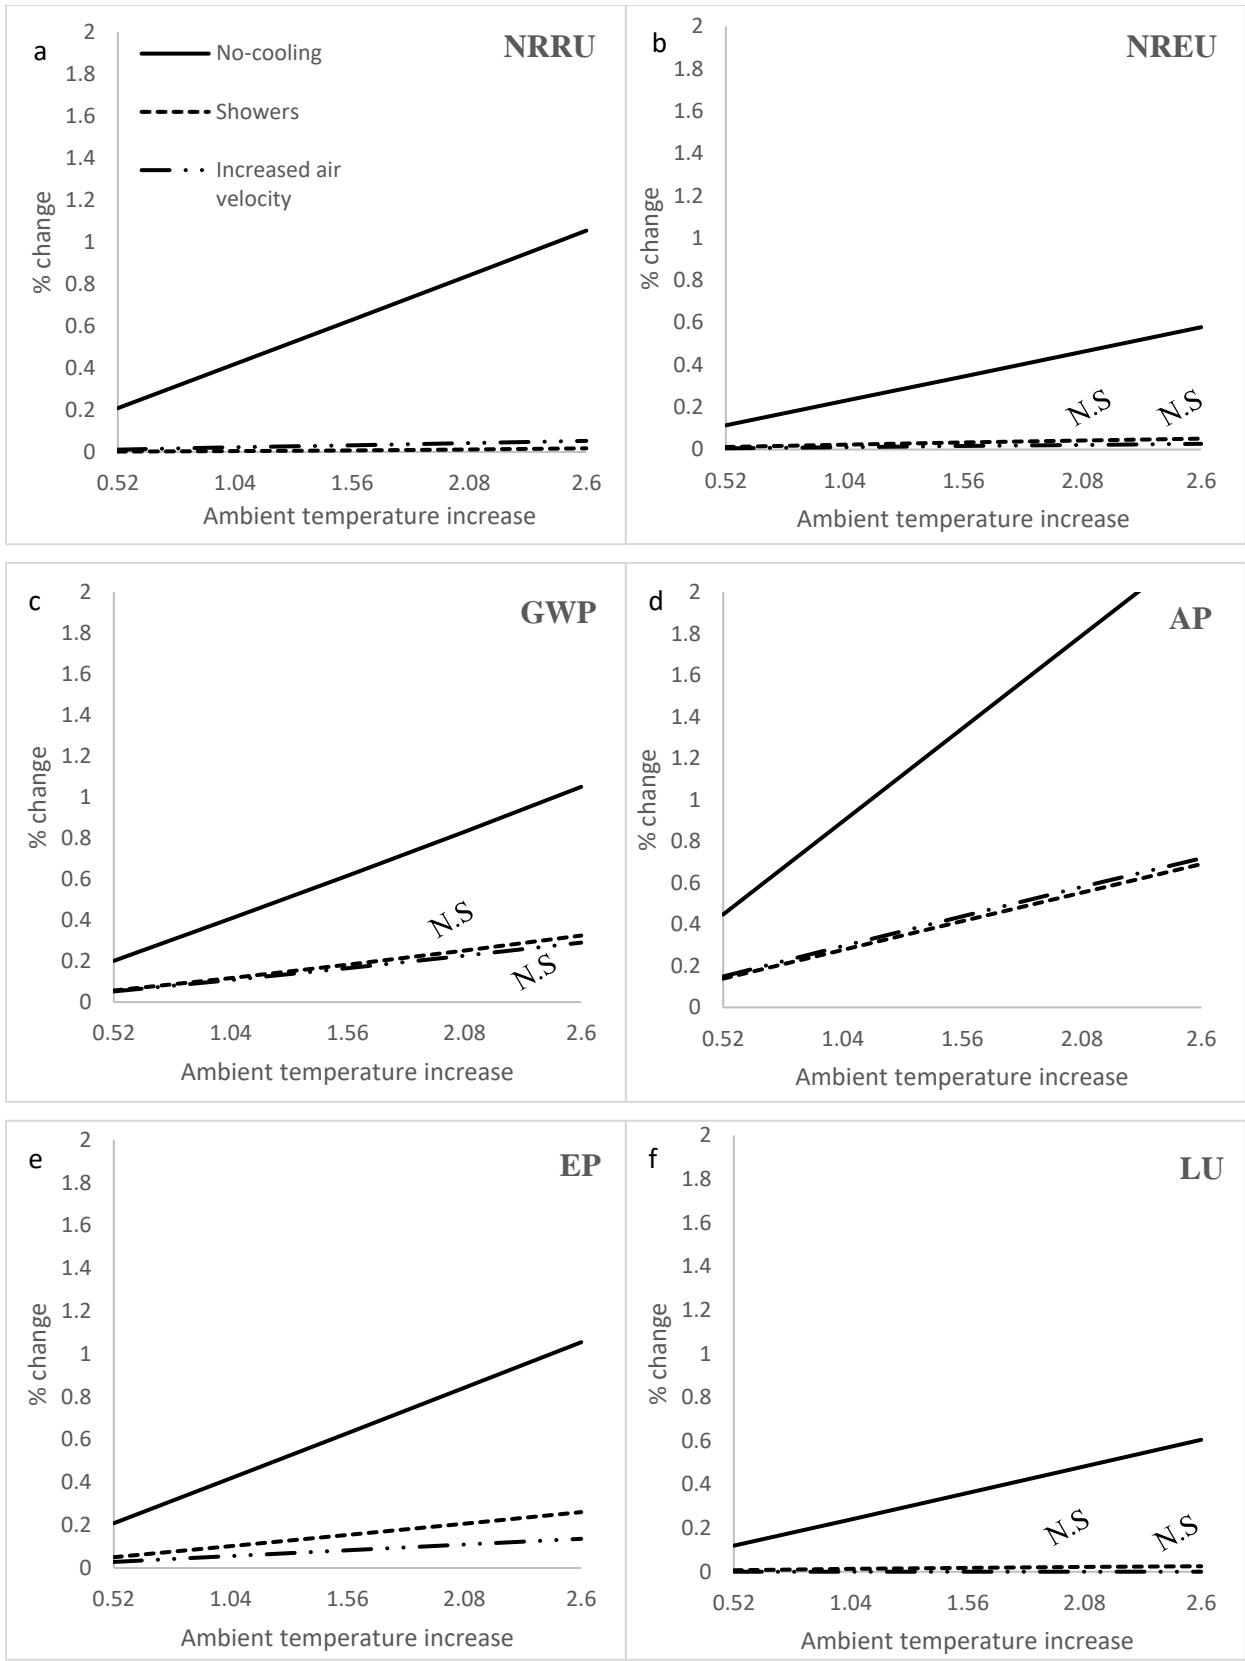 a
NRRU
2
1.8
1.6
1.4
1.2
1
0.8
0.6
0.4
0.2
0
% change
No-cooling
Showers
Increased air
velocity
0.52 1.04 1.56 2.08 2.6
Ambient temperature increase
b
NREU
2
1.8
1.6
1.4
1.2
1
0.8
0.6
0.4
0.2
0
% change
N.S N.S
0.52 1.04 1.56 2.08 2.6
Ambient temperature increase
c
GWP
2
1.8
1.6
1.4
1.2
1
0.8
0.6
0.4
0.2
0
% change
N.S
N.S
0.52 1.04 1.56 2.08 2.6
Ambient temperature increase
d
AP
2
1.8
1.6
1.4
1.2
1
0.8
0.6
0.4
0.2
0
% change
0.52 1.04 1.56 2.08 2.6
Ambient temperature increase
e
EP
2
1.8
1.6
1.4
1.2
1
0.8
0.6
0.4
0.2
0
% change
0.52 1.04 1.56 2.08 2.6
Ambient temperature increase
f
LU
2
1.8
1.6
1.4
1.2
1
0.8
0.6
0.4
0.2
0
% change
N.S N.S
0.52 1.04 1.56 2.08 2.6
Ambient temperature increase